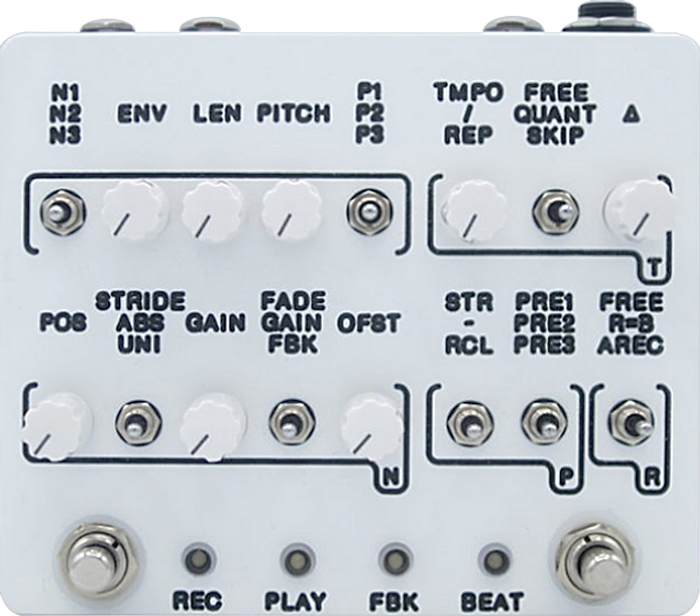 N1
N2
N3
ENV
LEN
PITCH
P1
P2
P3
TMPO
/
REP
FREE
QUANT
SKIP
Δ
T
POS
STRIDE
ABS
UNI
GAIN
FADE
GAIN
FBK
OFST
STR
-
RCL
PRE1
PRE2
PRE3
FREE
R=B
AREC
N
P
R
REC
PLAY
FBK
BEAT